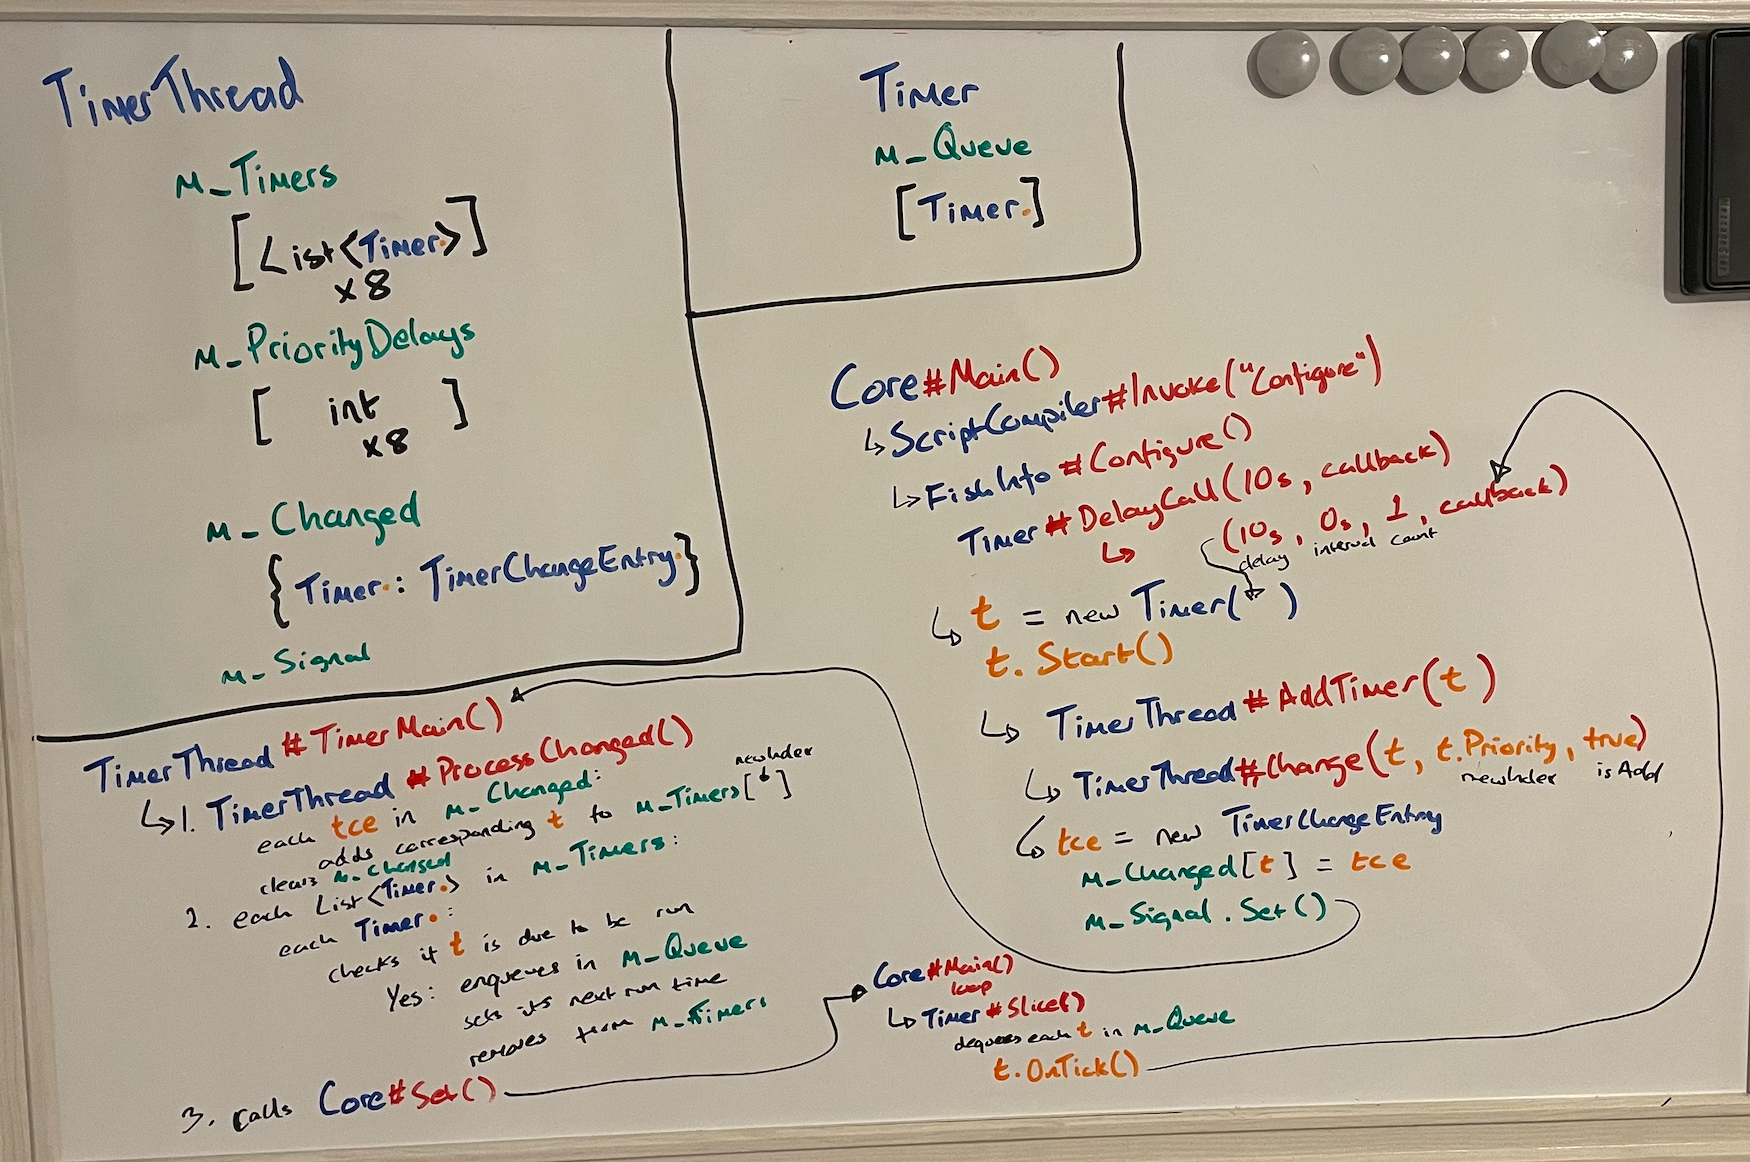 TimerThread
m_Timers
[List<Timer.>]
x8
m_PriorityDelays
[ int ]
x8
m_Changed
{Timer. : TimerChangeEntry.}
m_Signal
Timer
m_Queue
[Timer.]
Core#Main()
↳ScriptCompiler#Invoke("Configure")
↳FishInfo#Configure()
Timer#DelayCall(10s, callback)
↳ (10s, 0s, 1, callback)
delay interval count
↳ t = new Timer( )
t.Start()
↳ TimerThread#AddTimer(t)
↳ TimerThread#Change(t, t.Priority, true)
newIndex isAdd
↳ tce = new TimerChangeEntry
m_Changed[t] = tce
m_Signal.Set()
TimerThread#TimerMain()
↳1. TimerThread#ProcessChanged()
newIndex
each tce in m_Changed:
adds corresponding t to m_Timers[ ]
clears m_Changed
2. each List<Timer.> in m_Timers:
each Timer.:
checks if t is due to be run
Yes: enqueues in m_Queue
sets its next run time
removes from m_Timers
3. calls Core#Set()
Core#Main()
loop
↳ Timer#Slice()
dequeues each t in m_Queue
t.OnTick()